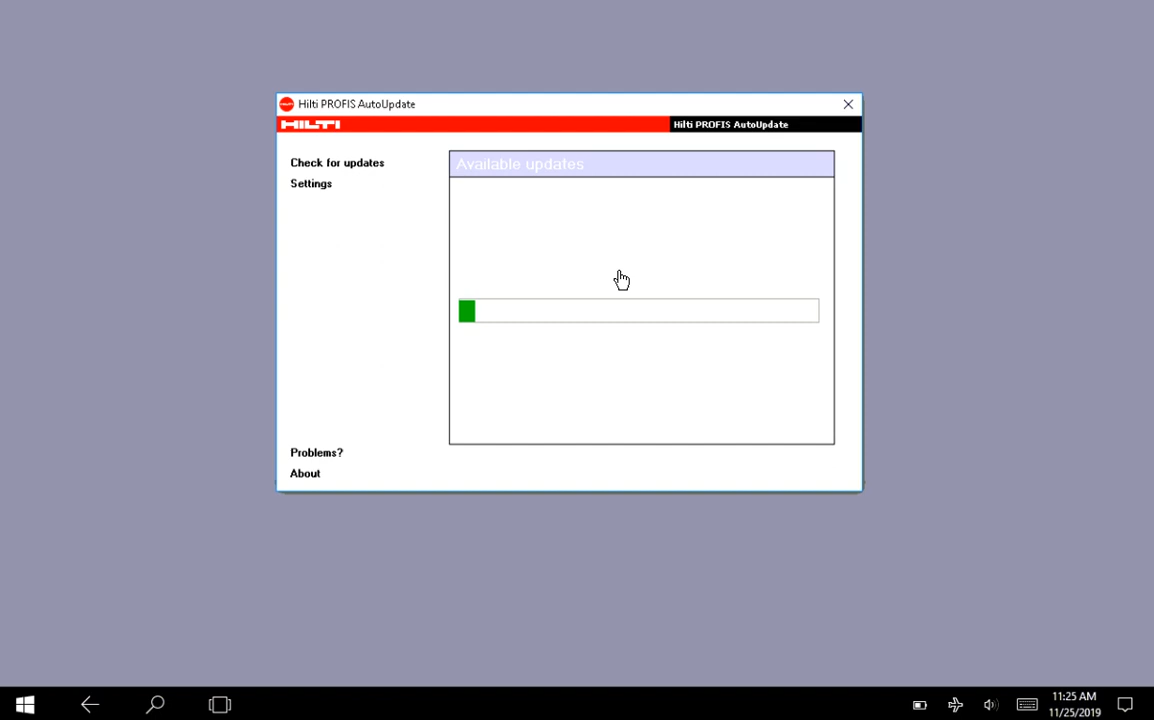 Hilti PROFIS AutoUpdate
HILTI
Hilti PROFIS AutoUpdate
Check for updates
Settings
Available updates
Problems?
About
11:25 AM
11/25/2019